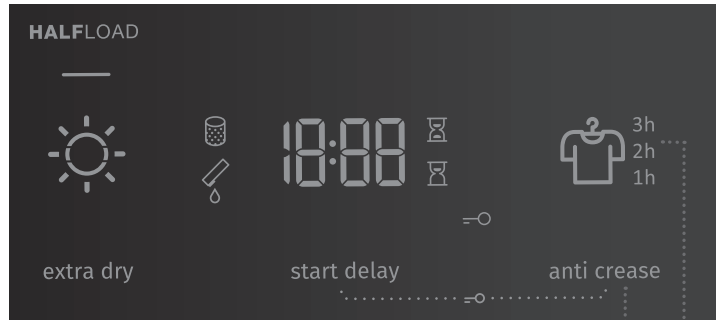 HALFLOAD
18:88
3h
2h
1h
extra dry
start delay
anti crease